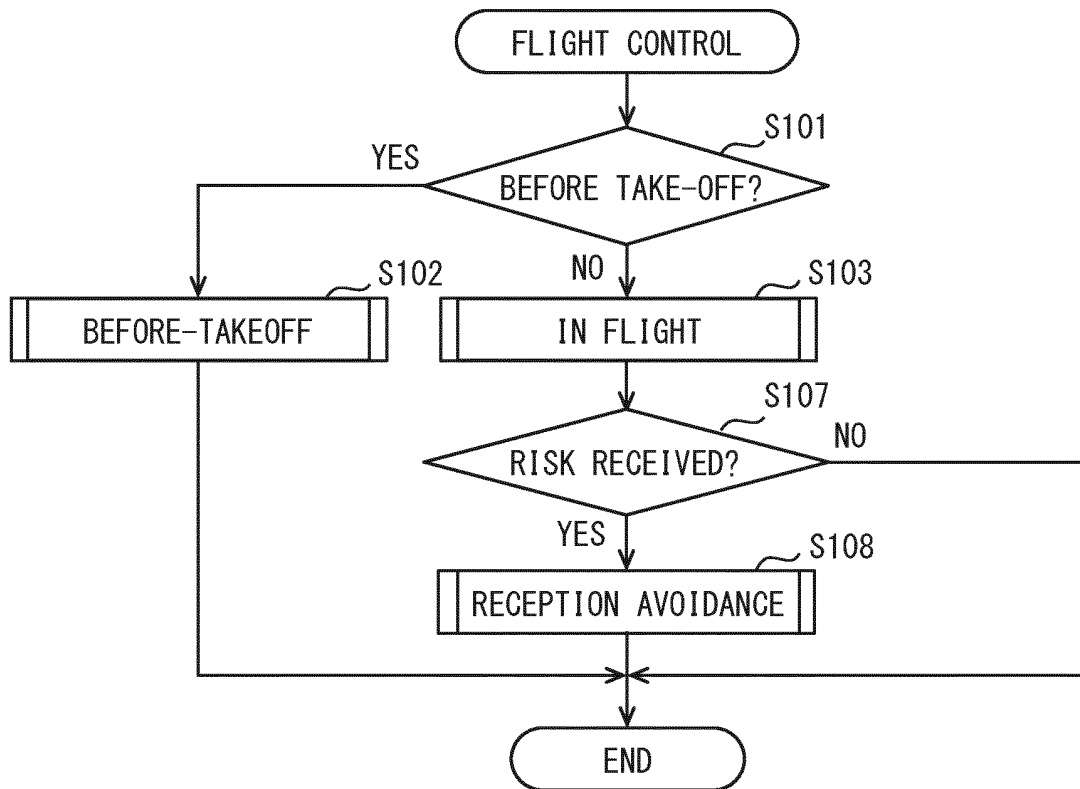 FLIGHT CONTROL
S101
YES
BEFORE TAKE-OFF?
NO
S102
S103
BEFORE-TAKEOFF
IN FLIGHT
S107
NO
RISK RECEIVED?
YES
S108
RECEPTION AVOIDANCE
END